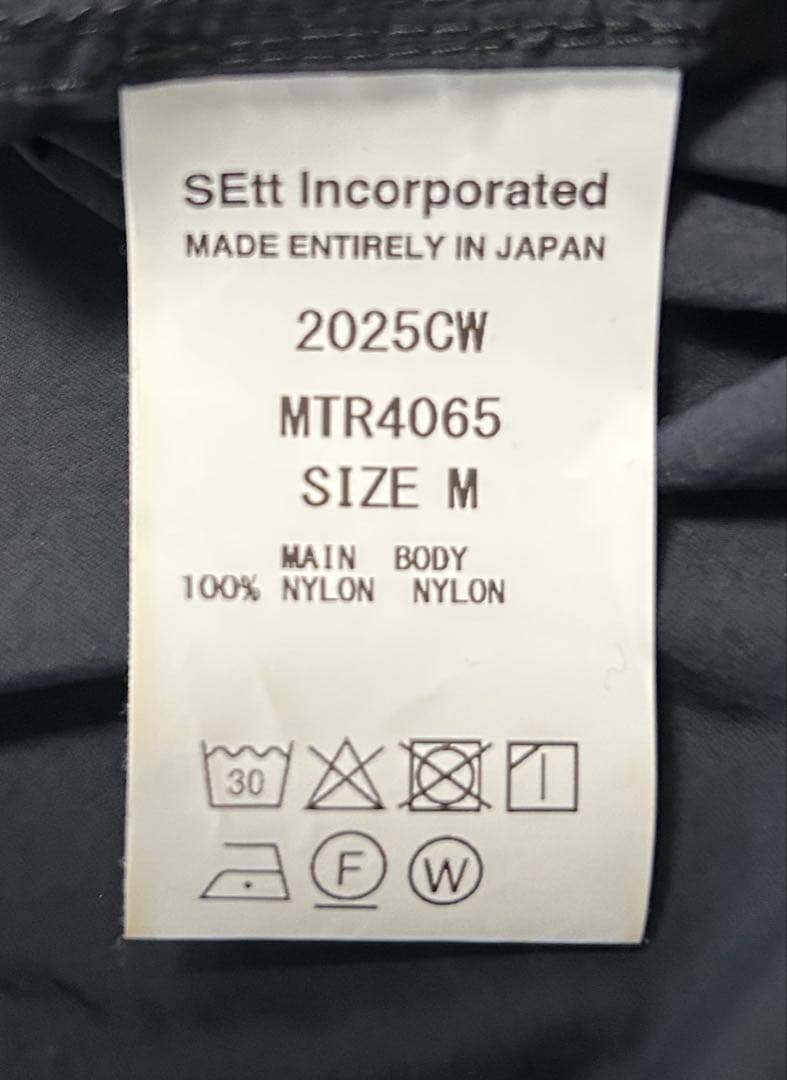 SEtt Incorporated
MADE ENTIRELY IN JAPAN
2025CW
MTR4065
SIZE M
MAIN BODY
100% NYLON NYLON
30
F W